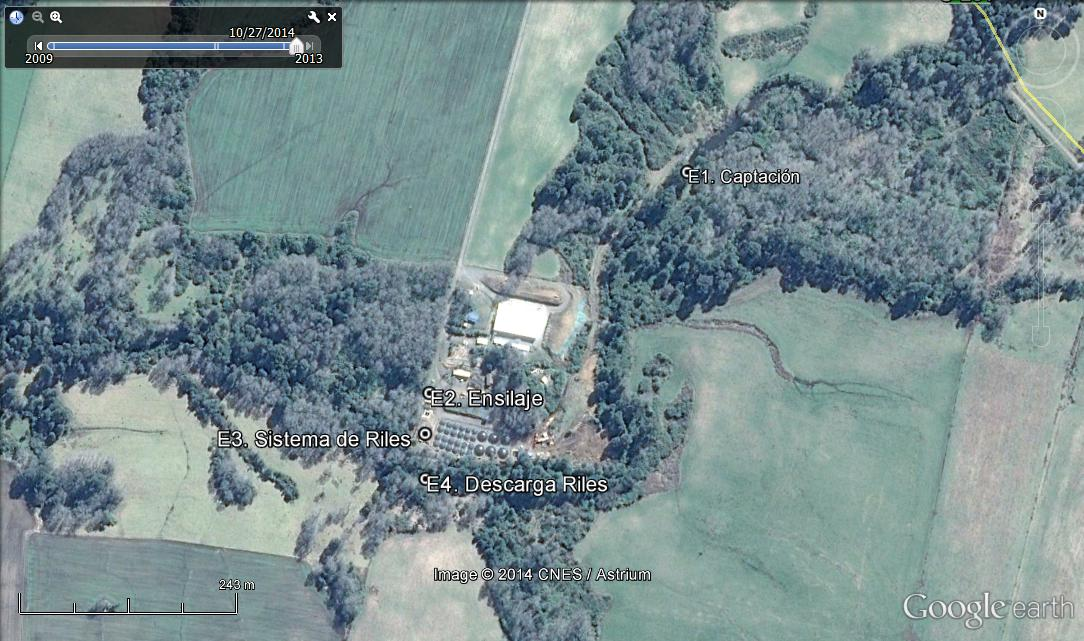 10/27/2014
2009
2013
N
E1. Captación
E2. Ensilaje
E3. Sistema de Riles
E4. Descarga Riles
Image © 2014 CNES / Astrium
243 m
Google earth